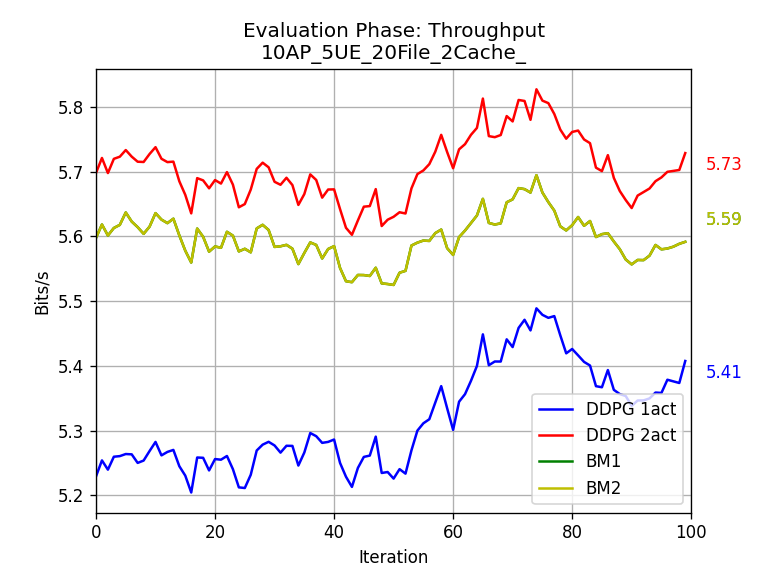 Evaluation Phase: Throughput
10AP_5UE_20File_2Cache_
5.8
5.7
5.6
5.5
5.4
5.3
5.2
Bits/s
0
20
40
60
80
100
Iteration
5.73
5.59
5.41
DDPG 1act
DDPG 2act
BM1
BM2